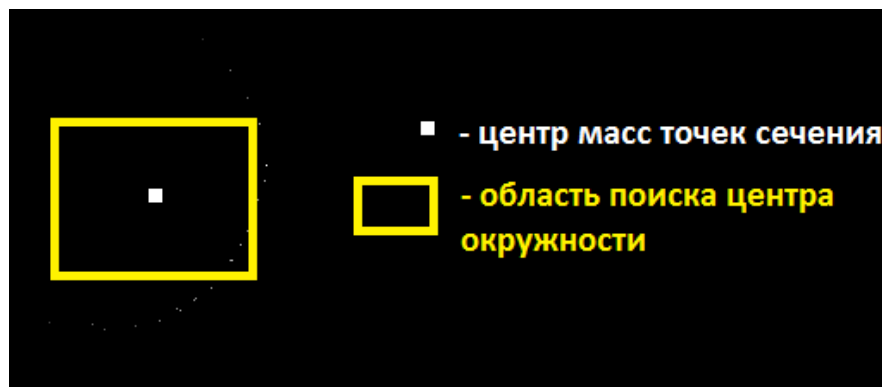 - центр масс точек сечения
- область поиска центра
окружности